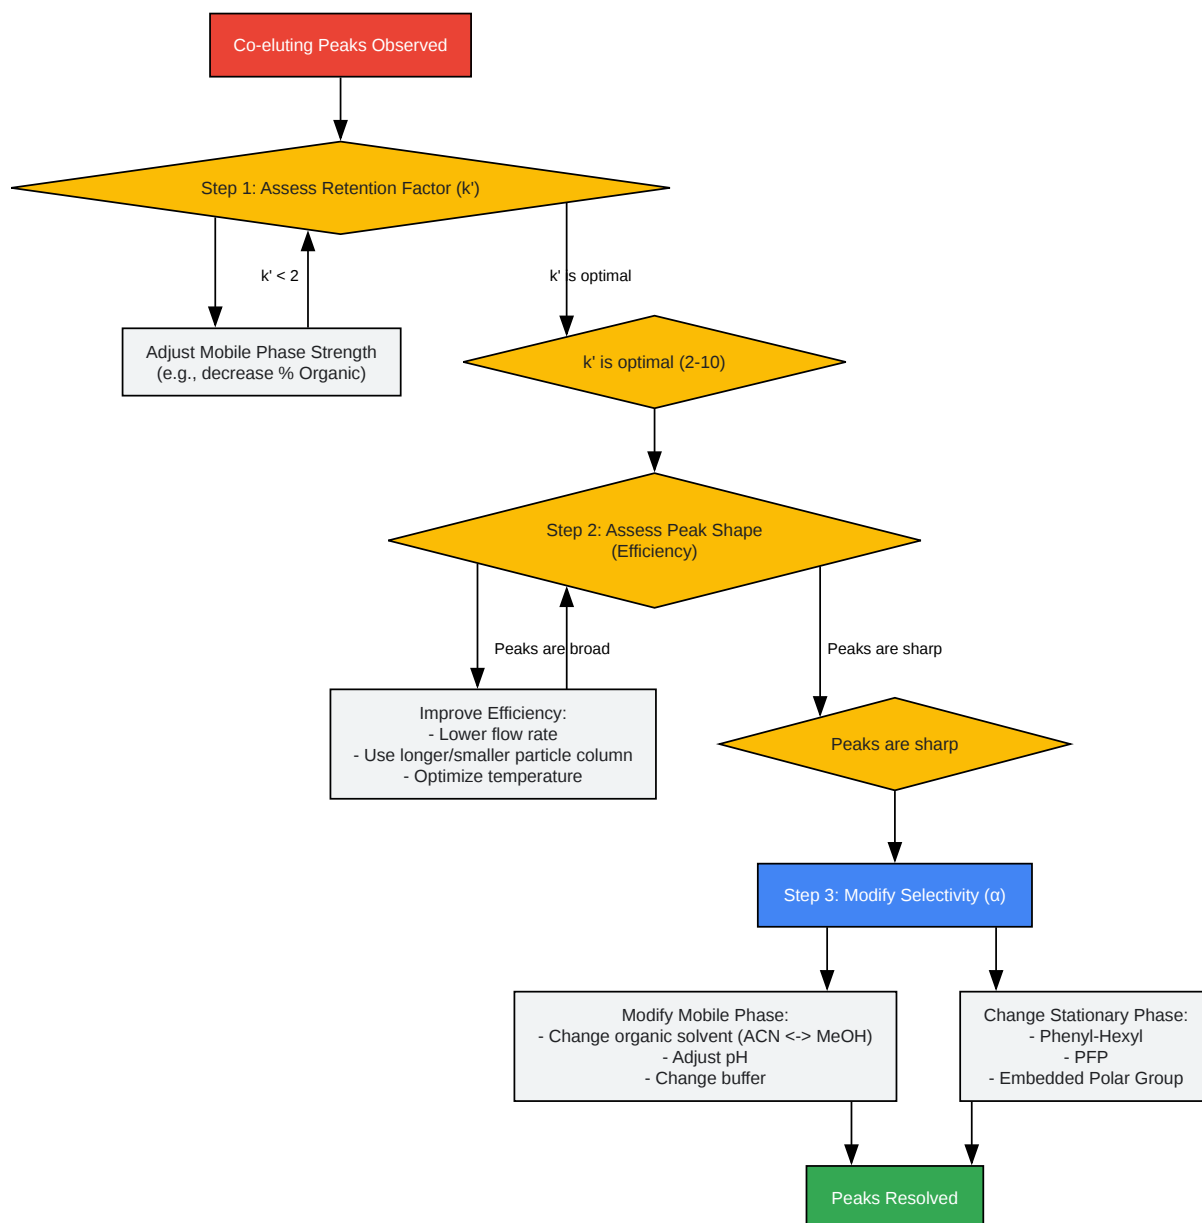 Co-eluting Peaks Observed
Step 1: Assess Retention Factor (k')
k' < 2
k' is optimal
Adjust Mobile Phase Strength
(e.g., decrease % Organic)
k' is optimal (2-10)
Step 2: Assess Peak Shape
(Efficiency)
Peaks are broad
Peaks are sharp
Improve Efficiency:
- Lower flow rate
- Use longer/smaller particle column
- Optimize temperature
Peaks are sharp
Step 3: Modify Selectivity (α)
Modify Mobile Phase:
- Change organic solvent (ACN <-> MeOH)
- Adjust pH
- Change buffer
Change Stationary Phase:
- Phenyl-Hexyl
- PFP
- Embedded Polar Group
Peaks Resolved